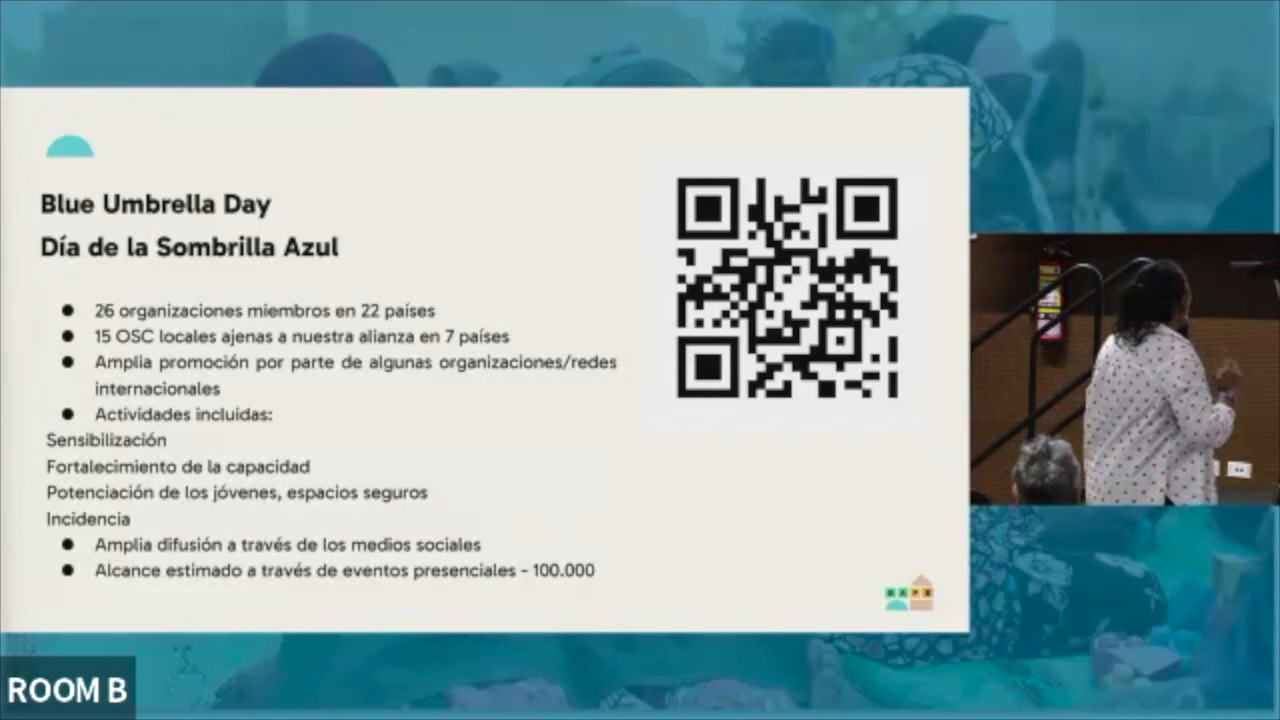 Blue Umbrella Day
Día de la Sombrilla Azul
● 26 organizaciones miembros en 22 países
● 15 OSC locales ajenas a nuestra alianza en 7 países
● Amplia promoción por parte de algunas organizaciones/redes
internacionales
● Actividades incluidas:
Sensibilización
Fortalecimiento de la capacidad
Potenciación de los jóvenes, espacios seguros
Incidencia
● Amplia difusión a través de los medios sociales
● Alcance estimado a través de eventos presenciales - 100.000
ROOM B